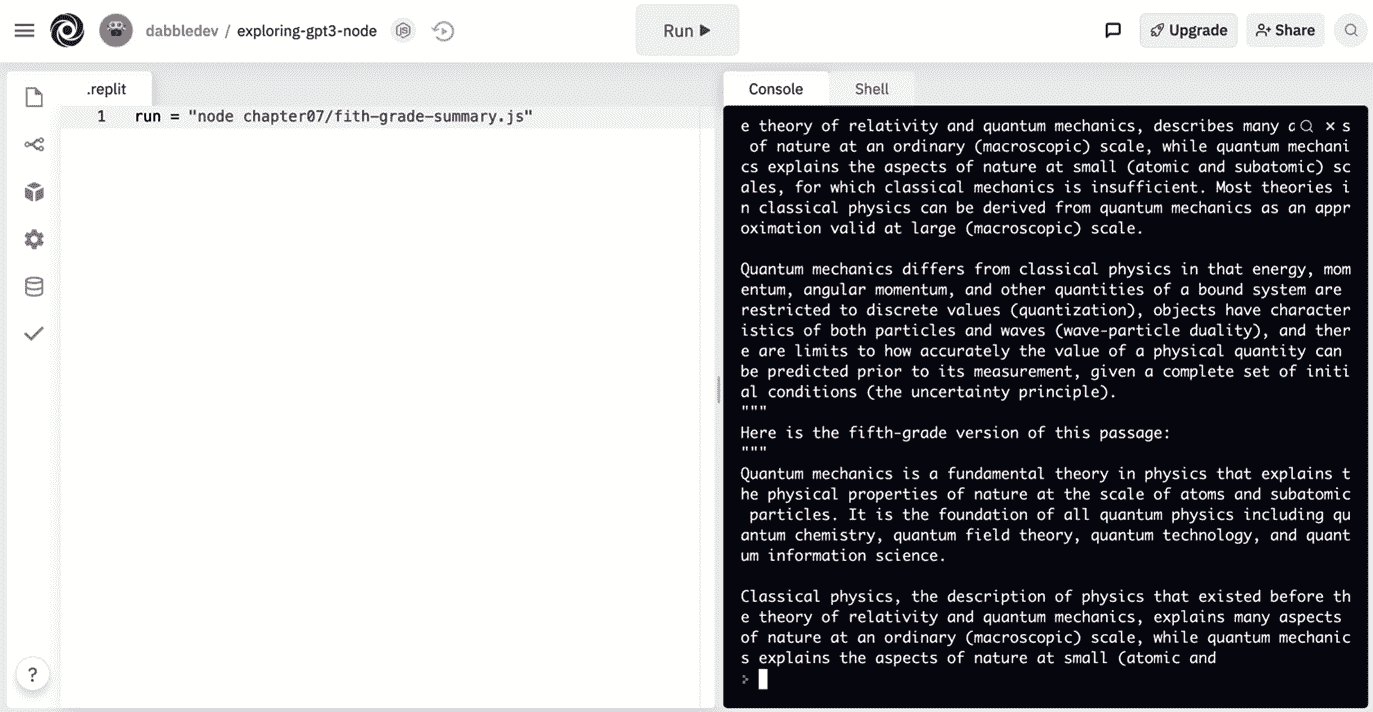 dabbledev / exploring-gpt3-node
Run
Upgrade
Share
.replit
1 run = "node chapter07/fith-grade-summary.js"
Console
Shell
e theory of relativity and quantum mechanics, describes many s
of nature at an ordinary (macroscopic) scale, while quantum mechani
cs explains the aspects of nature at small (atomic and subatomic) sc
ales, for which classical mechanics is insufficient. Most theories i
n classical physics can be derived from quantum mechanics as an appr
oximation valid at large (macroscopic) scale.
Quantum mechanics differs from classical physics in that energy, mom
entum, angular momentum, and other quantities of a bound system are
restricted to discrete values (quantization), objects have character
istics of both particles and waves (wave-particle duality), and ther
e are limits to how accurately the value of a physical quantity can
be predicted prior to its measurement, given a complete set of initi
al conditions (the uncertainty principle).
"""
Here is the fifth-grade version of this passage:
"""
Quantum mechanics is a fundamental theory in physics that explains t
he physical properties of nature at the scale of atoms and subatomic
particles. It is the foundation of all quantum physics including qu
antum chemistry, quantum field theory, quantum technology, and quant
um information science.
Classical physics, the description of physics that existed before th
e theory of relativity and quantum mechanics, explains many aspects
of nature at an ordinary (macroscopic) scale, while quantum mechanic
s explains the aspects of nature at small (atomic and
>
?